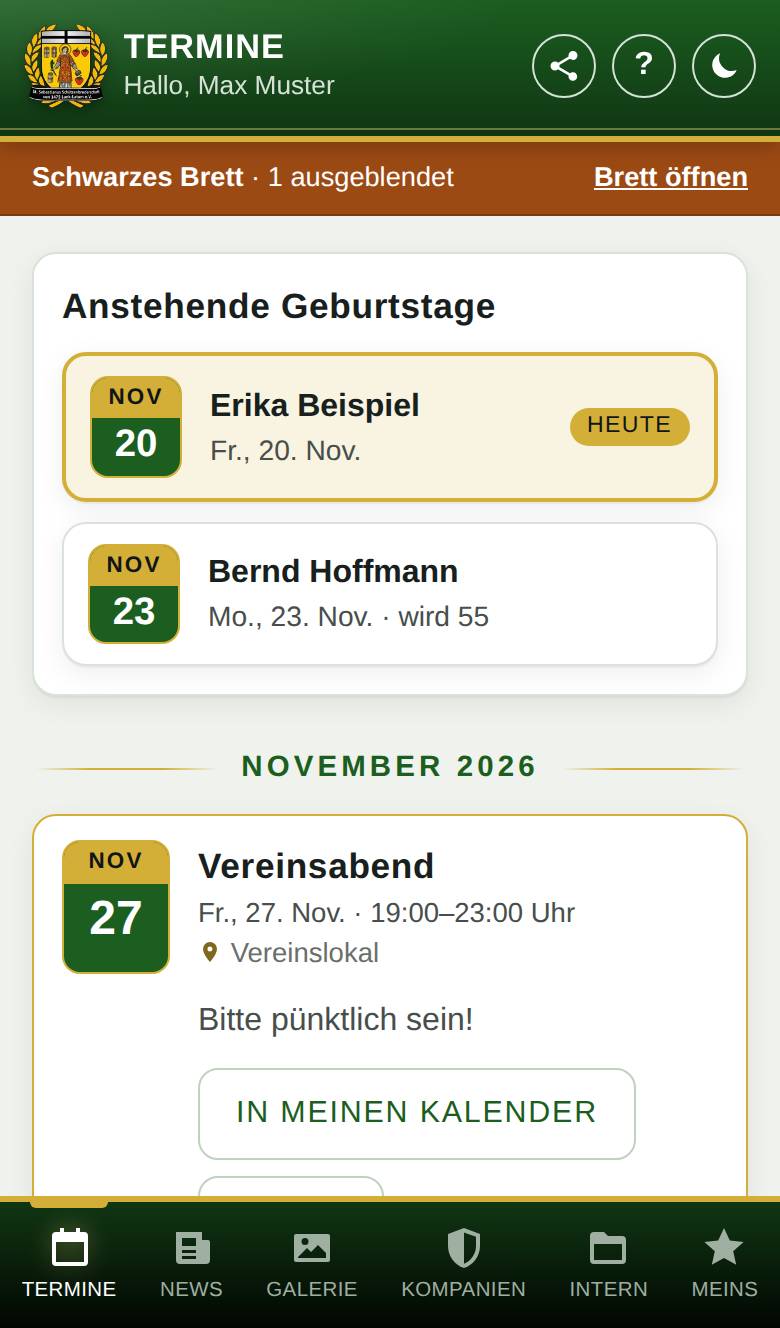 TERMINE
Hallo, Max Muster
?
Schwarzes Brett · 1 ausgeblendet
Brett öffnen
Anstehende Geburtstage
NOV
20
Erika Beispiel
Fr., 20. Nov.
HEUTE
NOV
23
Bernd Hoffmann
Mo., 23. Nov. · wird 55
NOVEMBER 2026
NOV
27
Vereinsabend
Fr., 27. Nov. · 19:00–23:00 Uhr
Vereinslokal
Bitte pünktlich sein!
IN MEINEN KALENDER
TERMINE
NEWS
GALERIE
KOMPANIEN
INTERN
MEINS